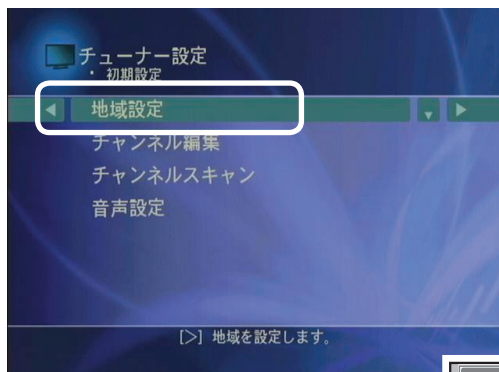 チューナー設定
・ 初期設定
地域設定
チャンネル編集
チャンネルスキャン
音声設定
[>] 地域を設定します。